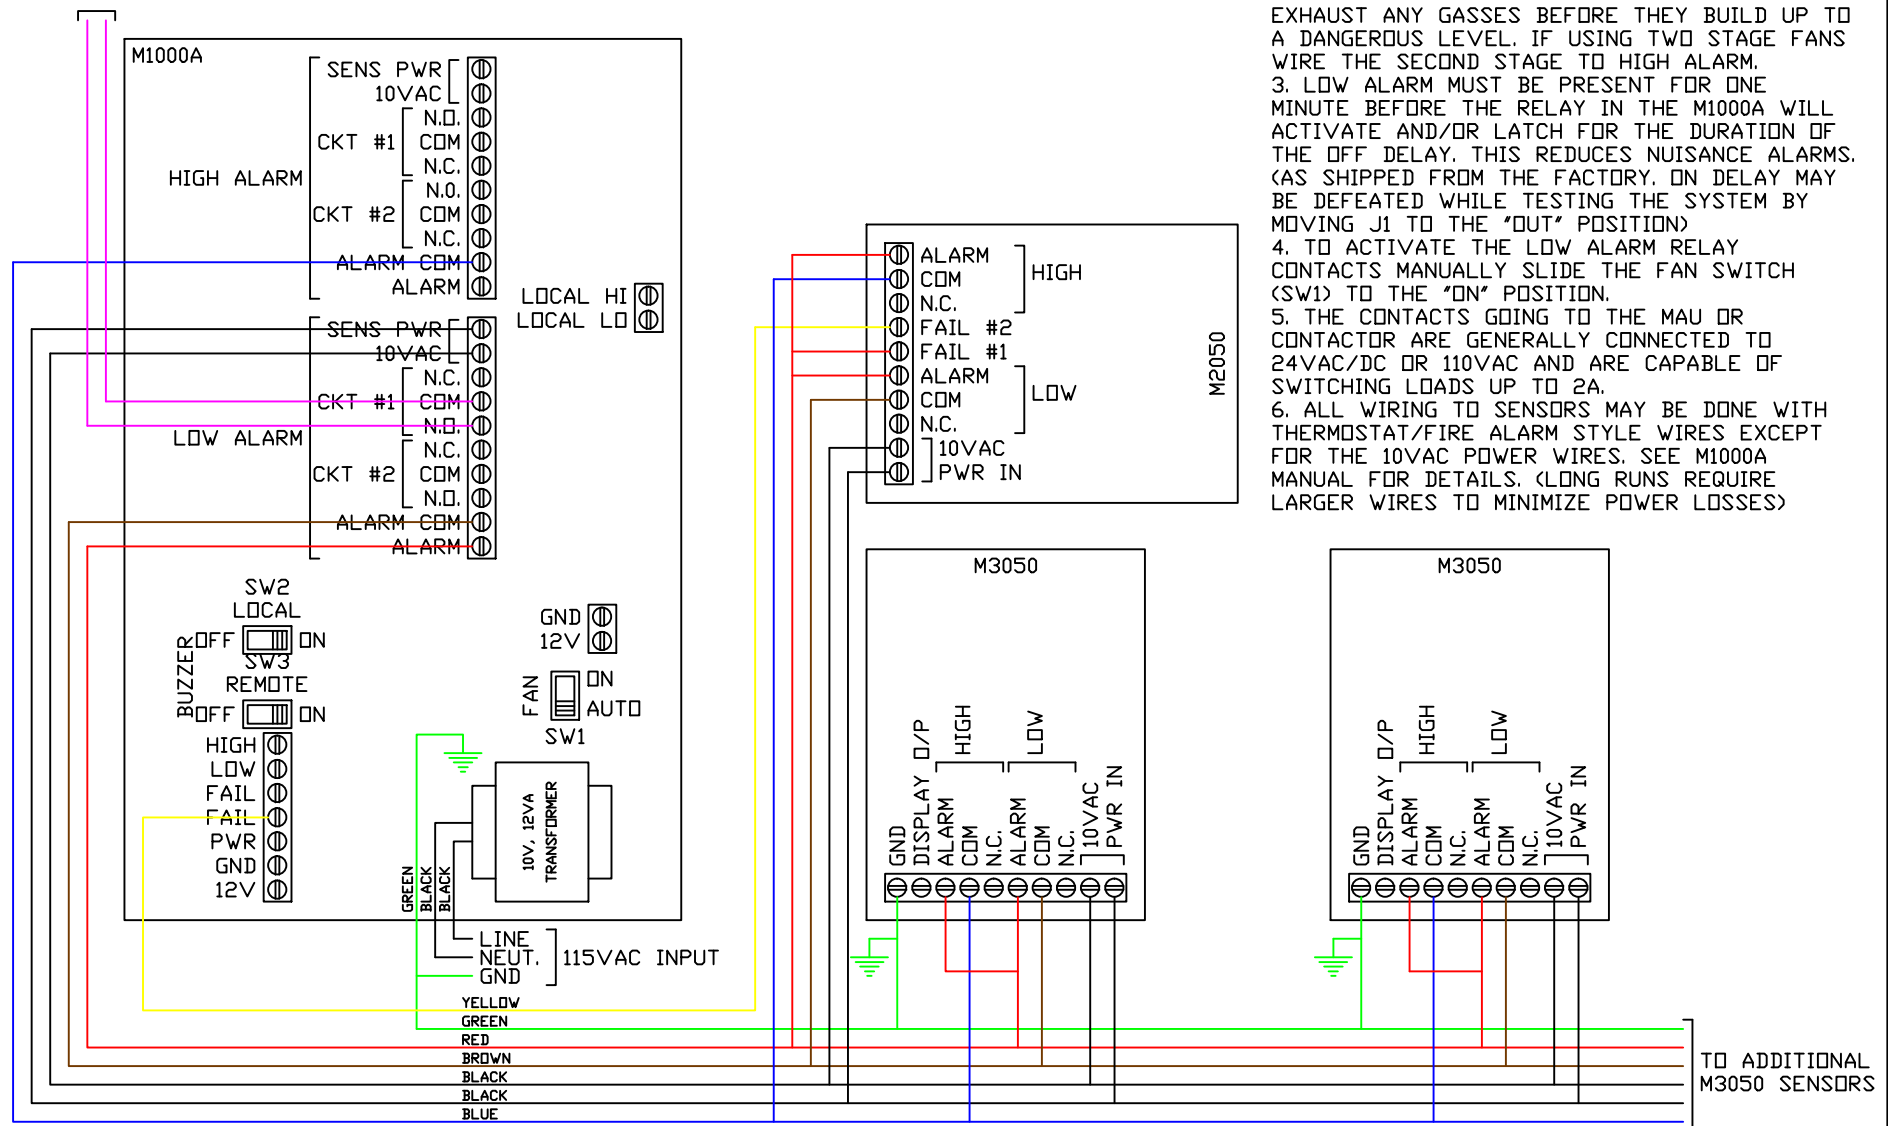 EXHAUST ANY GASSES BEFORE THEY BUILD UP TO
A DANGEROUS LEVEL. IF USING TWO STAGE FANS
WIRE THE SECOND STAGE TO HIGH ALARM.
3. LOW ALARM MUST BE PRESENT FOR ONE
MINUTE BEFORE THE RELAY IN THE M1000A WILL
ACTIVATE AND/OR LATCH FOR THE DURATION OF
THE OFF DELAY. THIS REDUCES NUISANCE ALARMS.
(AS SHIPPED FROM THE FACTORY. ON DELAY MAY
BE DEFEATED WHILE TESTING THE SYSTEM BY
MOVING J1 TO THE "OUT" POSITION)
4. TO ACTIVATE THE LOW ALARM RELAY
CONTACTS MANUALLY SLIDE THE FAN SWITCH
(SW1) TO THE "ON" POSITION.
5. THE CONTACTS GOING TO THE MAU OR
CONTACTOR ARE GENERALLY CONNECTED TO
24VAC/DC OR 110VAC AND ARE CAPABLE OF
SWITCHING LOADS UP TO 2A.
6. ALL WIRING TO SENSORS MAY BE DONE WITH
THERMOSTAT/FIRE ALARM STYLE WIRES EXCEPT
FOR THE 10VAC POWER WIRES. SEE M1000A
MANUAL FOR DETAILS. (LONG RUNS REQUIRE
LARGER WIRES TO MINIMIZE POWER LOSSES)
M1000A
HIGH ALARM
SENS PWR
10VAC
CKT #1
N.O.
COM
N.C.
CKT #2
N.O.
COM
N.C.
ALARM COM
ALARM
LOCAL HI
LOCAL LO
LOW ALARM
SENS PWR
10VAC
CKT #1
N.C.
COM
N.O.
CKT #2
N.C.
COM
N.O.
ALARM COM
ALARM
BUZZER
SW2
LOCAL
OFF
ON
SW3
REMOTE
OFF
ON
HIGH
LOW
FAIL
FAIL
PWR
GND
12V
GND
12V
FAN
ON
AUTO
SW1
10V, 12VA
TRANSFORMER
GREEN
BLACK
BLACK
LINE
NEUT.
GND
115VAC INPUT
M2050
ALARM
COM
N.C.
HIGH
FAIL #2
FAIL #1
ALARM
COM
N.C.
LOW
10VAC
PWR IN
M3050
HIGH
LOW
GND
DISPLAY O/P
ALARM
COM
N.C.
ALARM
COM
N.C.
10VAC
PWR IN
M3050
HIGH
LOW
GND
DISPLAY O/P
ALARM
COM
N.C.
ALARM
COM
N.C.
10VAC
PWR IN
YELLOW
GREEN
RED
BROWN
BLACK
BLACK
BLUE
TO ADDITIONAL
M3050 SENSORS